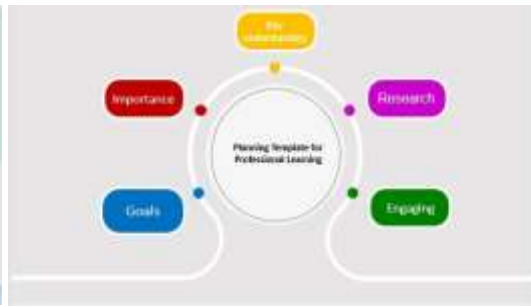 Importance
Research
Planning Template for
Professional Learning
Goals
Engaging